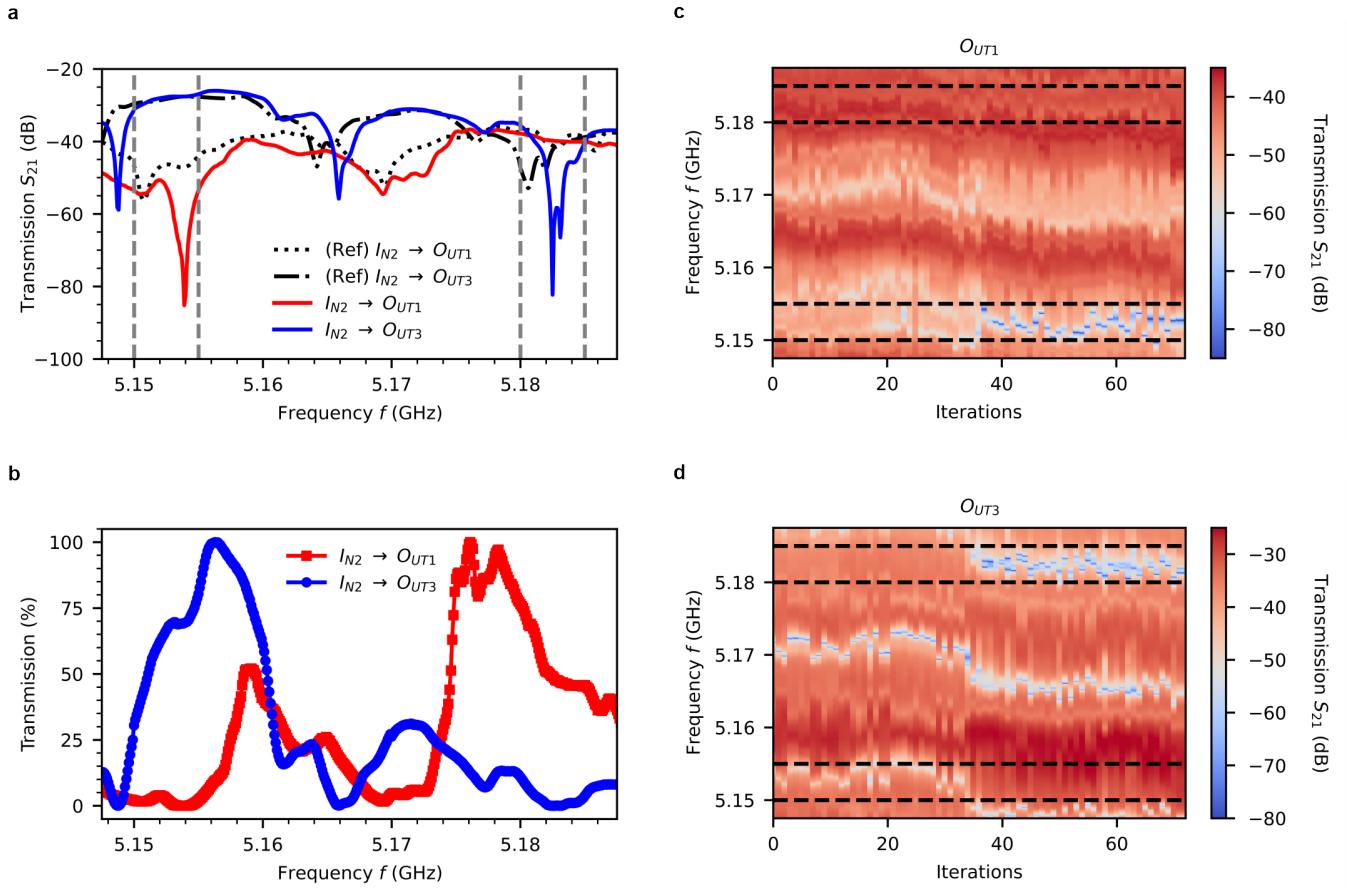 a
−20
−40
−60
−80
−100
Transmission S21 (dB)
(Ref) IN2 → OUT1
(Ref) IN2 → OUT3
IN2 → OUT1
IN2 → OUT3
5.15 5.16 5.17 5.18
Frequency f (GHz)
b
100
75
50
25
0
Transmission (%)
IN2 → OUT1
IN2 → OUT3
5.15 5.16 5.17 5.18
Frequency f (GHz)
c
OUT1
5.18
5.17
5.16
5.15
Frequency f (GHz)
0 20 40 60
Iterations
−40
−50
−60
−70
−80
Transmission S21 (dB)
d
OUT3
5.18
5.17
5.16
5.15
Frequency f (GHz)
0 20 40 60
Iterations
−30
−40
−50
−60
−70
−80
Transmission S21 (dB)